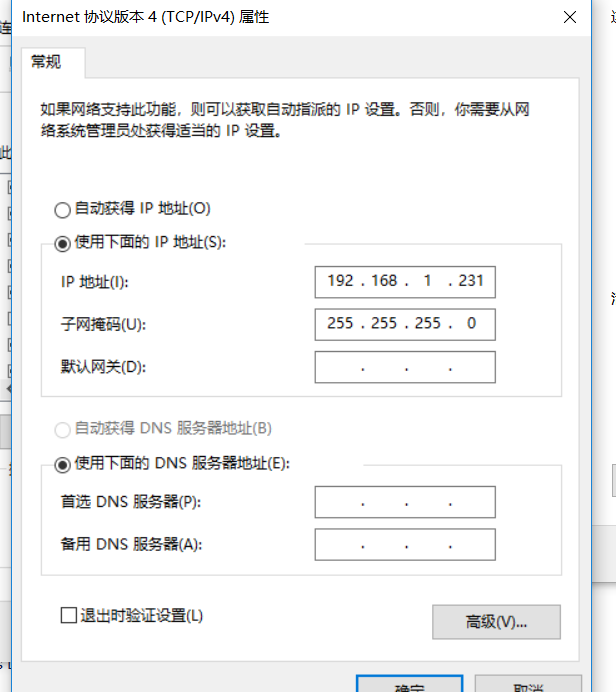 Internet 协议版本 4 (TCP/IPv4) 属性
常规
如果网络支持此功能，则可以获取自动指派的 IP 设置。否则，你需要从网
络系统管理员处获得适当的 IP 设置。
自动获得 IP 地址(O)
使用下面的 IP 地址(S):
IP 地址(I): 192 . 168 . 1 . 231
子网掩码(U): 255 . 255 . 255 . 0
默认网关(D): . . .
自动获得 DNS 服务器地址(B)
使用下面的 DNS 服务器地址(E):
首选 DNS 服务器(P): . . .
备用 DNS 服务器(A): . . .
退出时验证设置(L)
高级(V)...
确定 取消